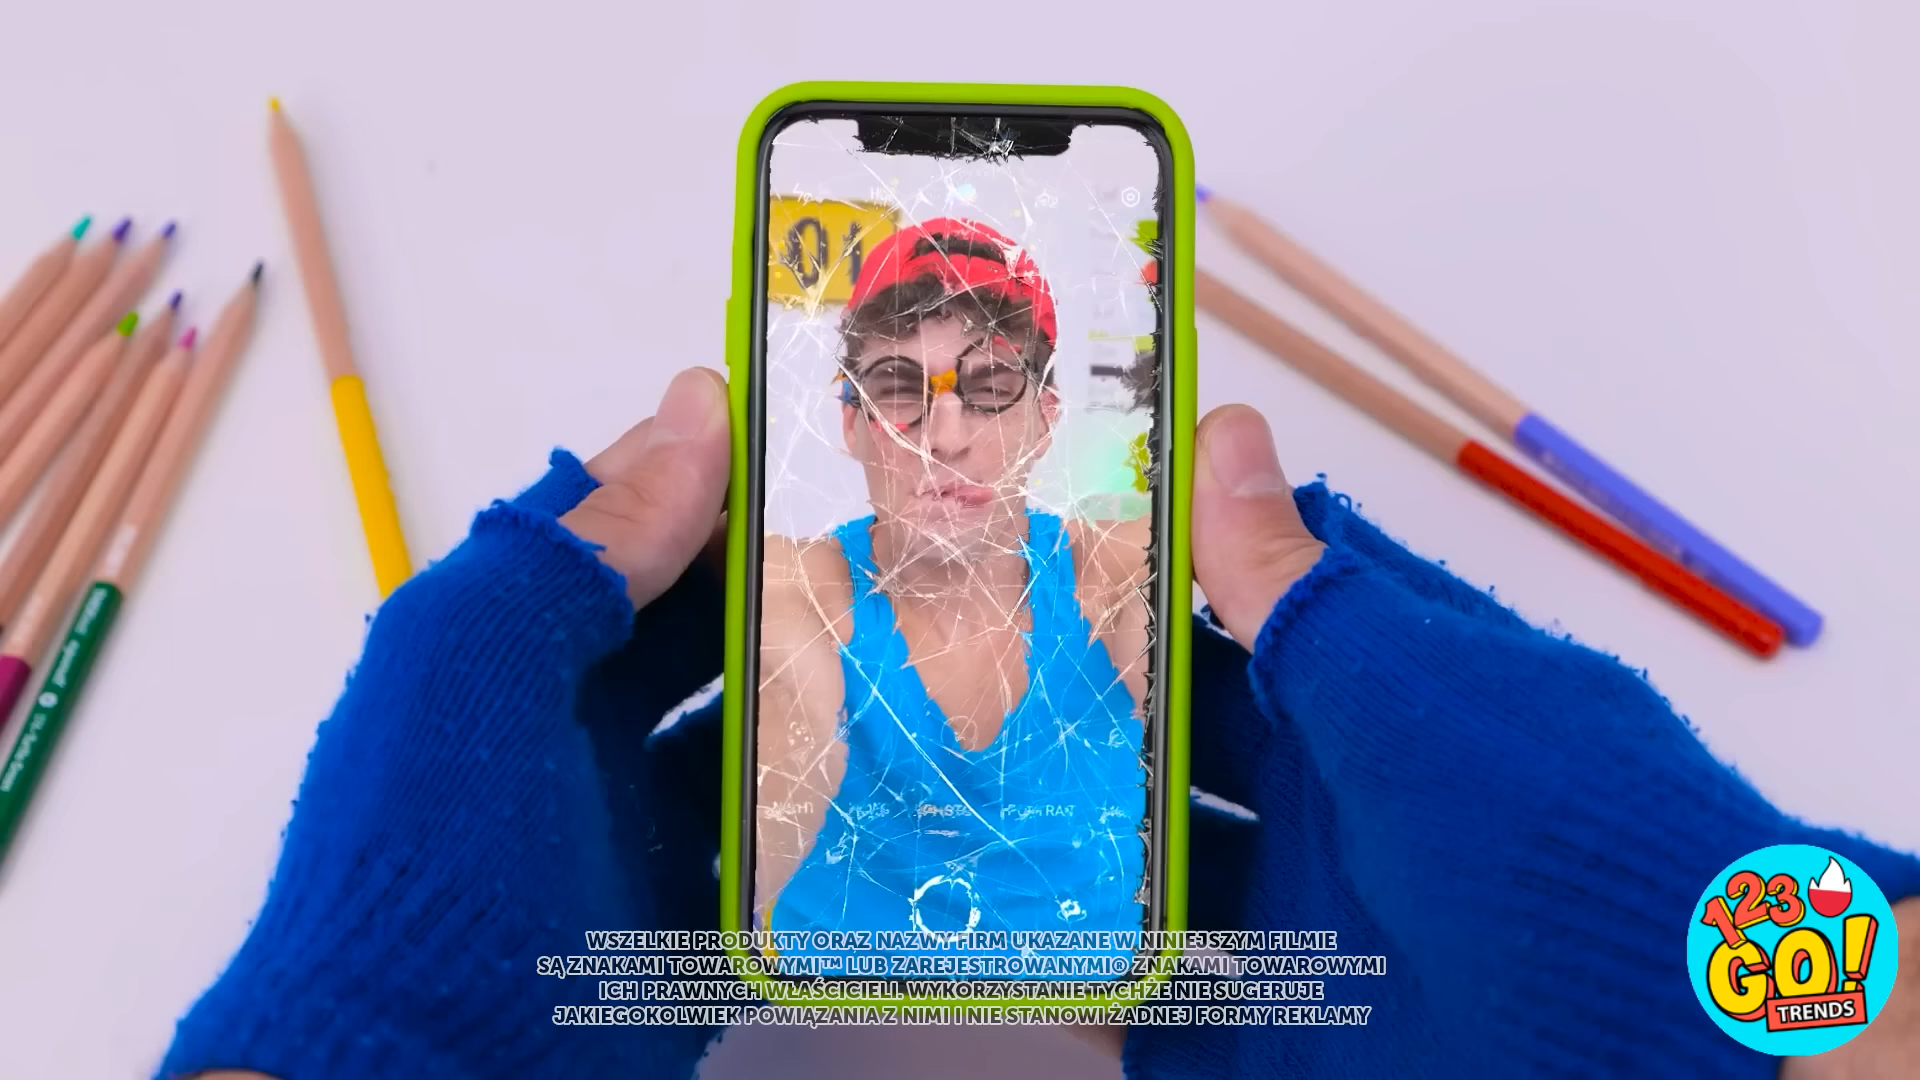 01
WSZELKIE PRODUKTY ORAZ NAZWY FIRM UKAZANE W NINIEJSZYM FILMIE
SĄ ZNAKAMI TOWAROWYMI™ LUB ZAREJESTROWANYMI® ZNAKAMI TOWAROWYMI
ICH PRAWNYCH WŁAŚCICIELI. WYKORZYSTANIE TYCHŻE NIE SUGERUJE
JAKIEGOKOLWIEK POWIĄZANIA Z NIMI I NIE STANOWI ŻADNEJ FORMY REKLAMY
123
GO!
TRENDS